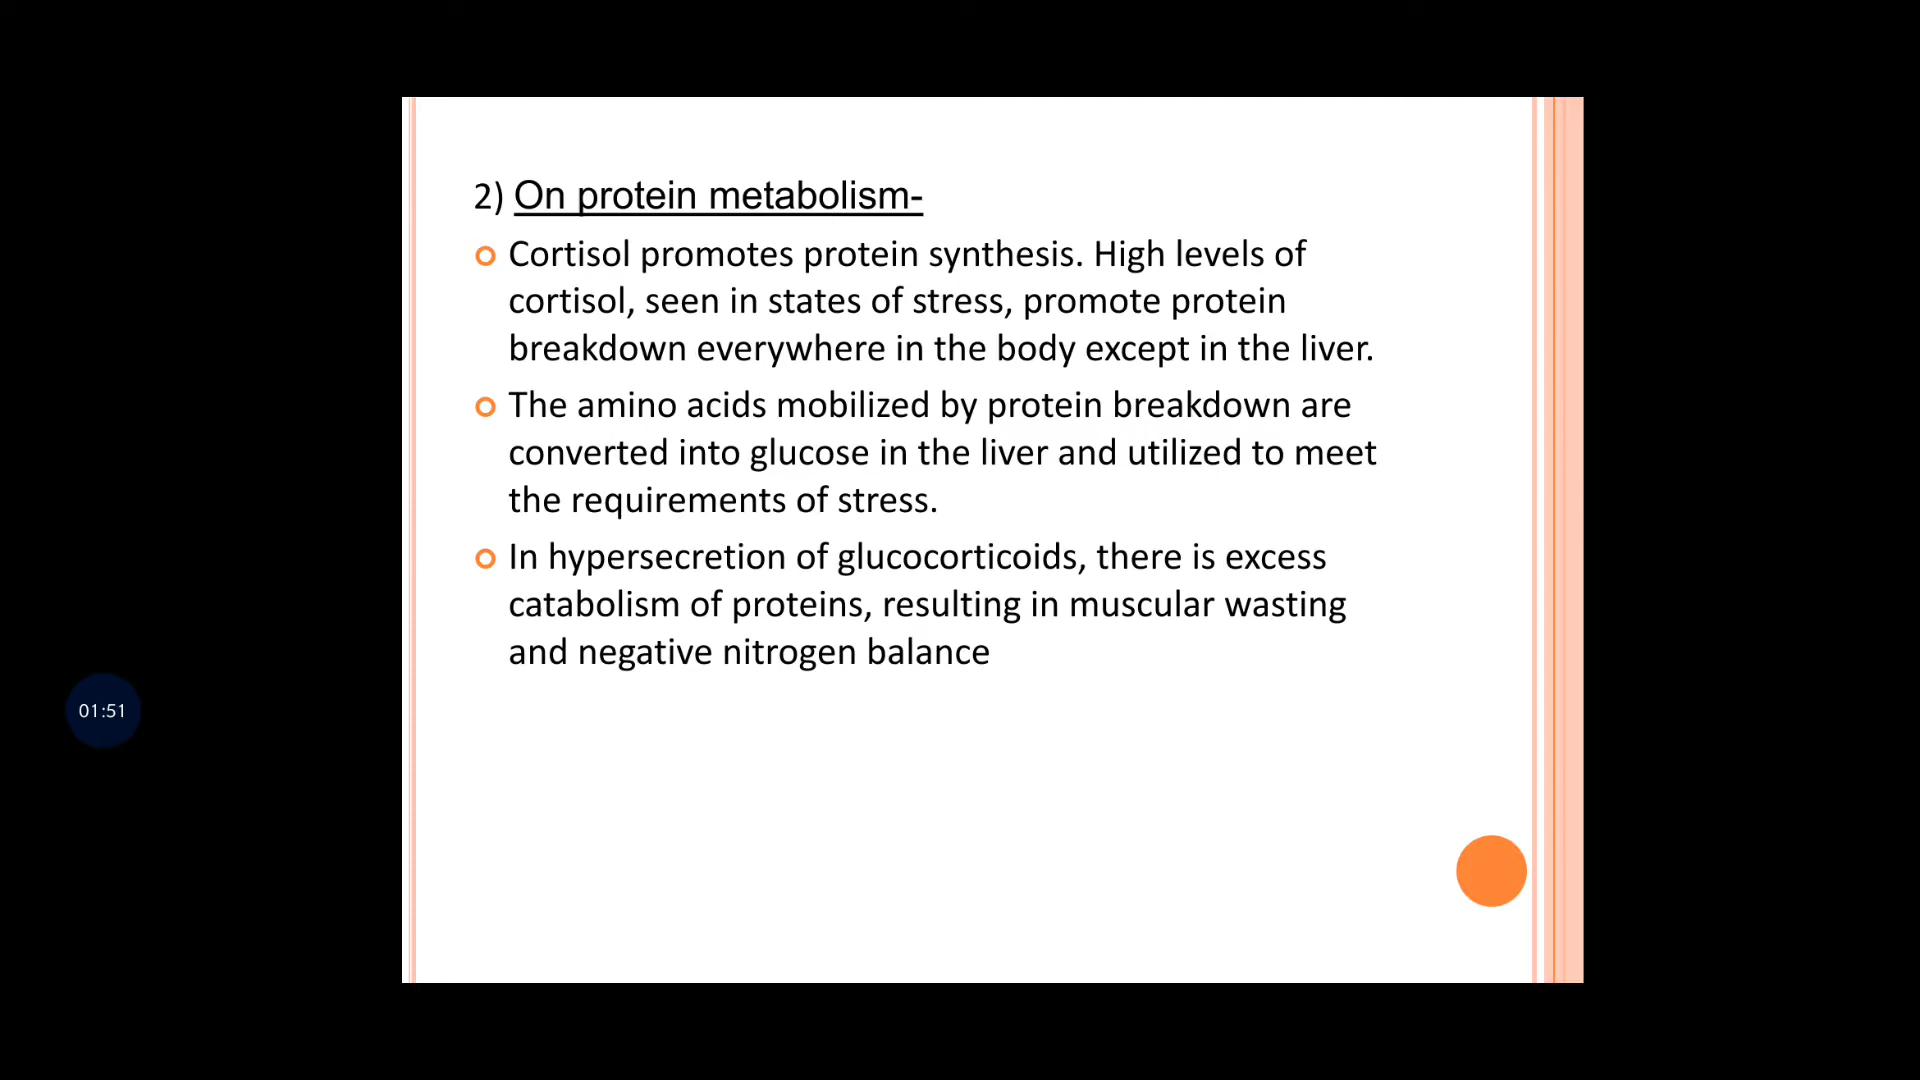 2) On protein metabolism-
Cortisol promotes protein synthesis. High levels of
cortisol, seen in states of stress, promote protein
breakdown everywhere in the body except in the liver.
The amino acids mobilized by protein breakdown are
converted into glucose in the liver and utilized to meet
the requirements of stress.
In hypersecretion of glucocorticoids, there is excess
catabolism of proteins, resulting in muscular wasting
and negative nitrogen balance
01:51